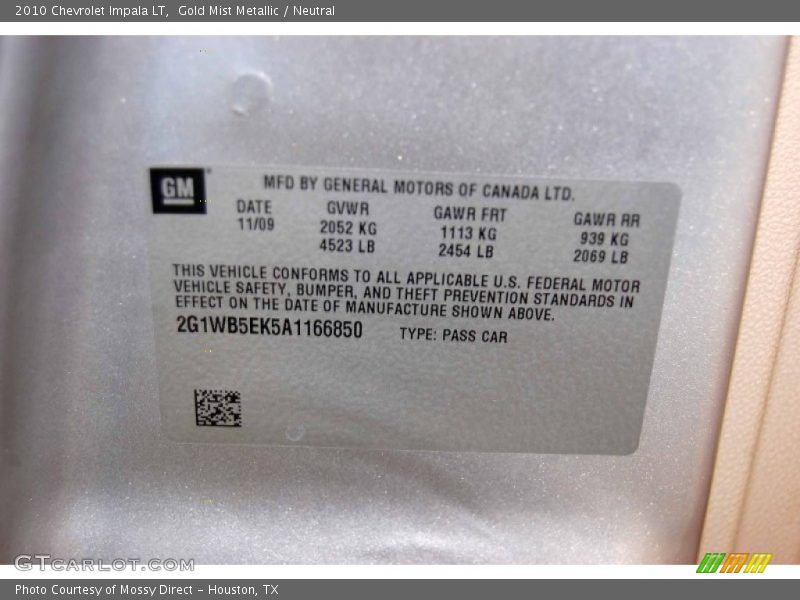 2010 Chevrolet Impala LT,  Gold Mist Metallic / Neutral
GM
MFD BY GENERAL MOTORS OF CANADA LTD.
DATE GVWR GAWR FRT GAWR RR
11/09 2052 KG 1113 KG 939 KG
4523 LB 2454 LB 2069 LB
THIS VEHICLE CONFORMS TO ALL APPLICABLE U.S. FEDERAL MOTOR
VEHICLE SAFETY, BUMPER, AND THEFT PREVENTION STANDARDS IN
EFFECT ON THE DATE OF MANUFACTURE SHOWN ABOVE.
2G1WB5EK5A1166850 TYPE: PASS CAR
GTCARLOT.COM
Photo Courtesy of Mossy Direct - Houston, TX